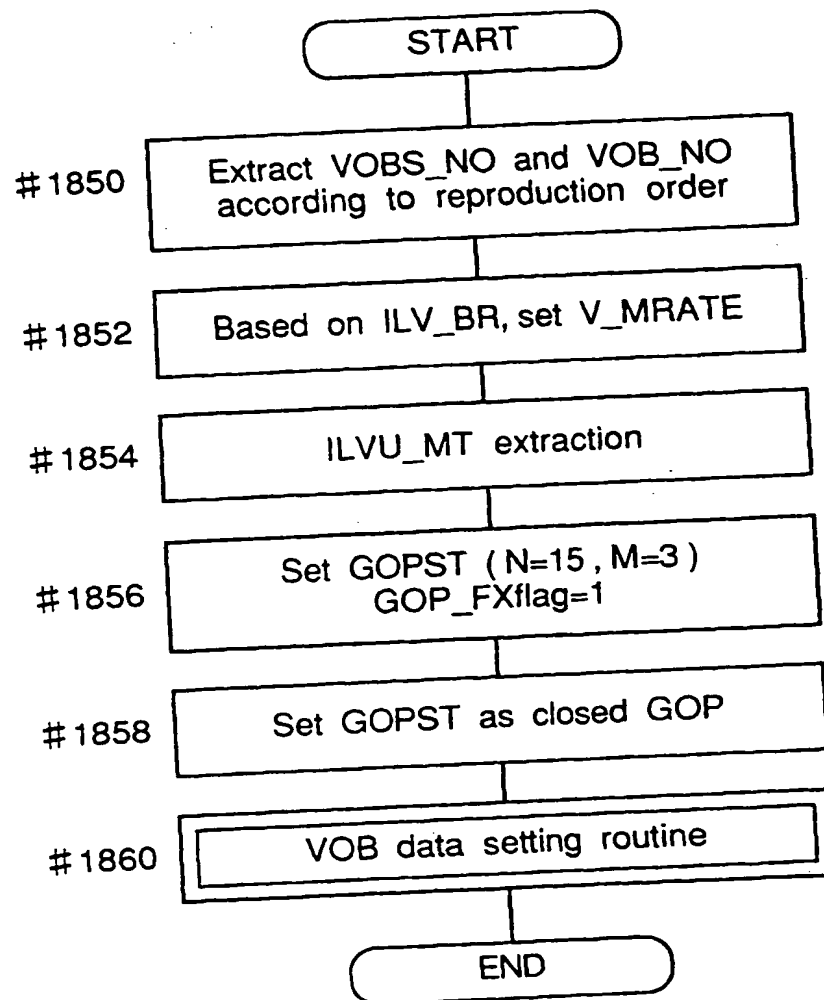 START
#1850
Extract VOBS_NO and VOB_NO
according to reproduction order
#1852
Based on ILV_BR, set V_MRATE
#1854
ILVU_MT extraction
#1856
Set GOPST (N=15, M=3)
GOP_FXflag=1
#1858
Set GOPST as closed GOP
#1860
VOB data setting routine
END